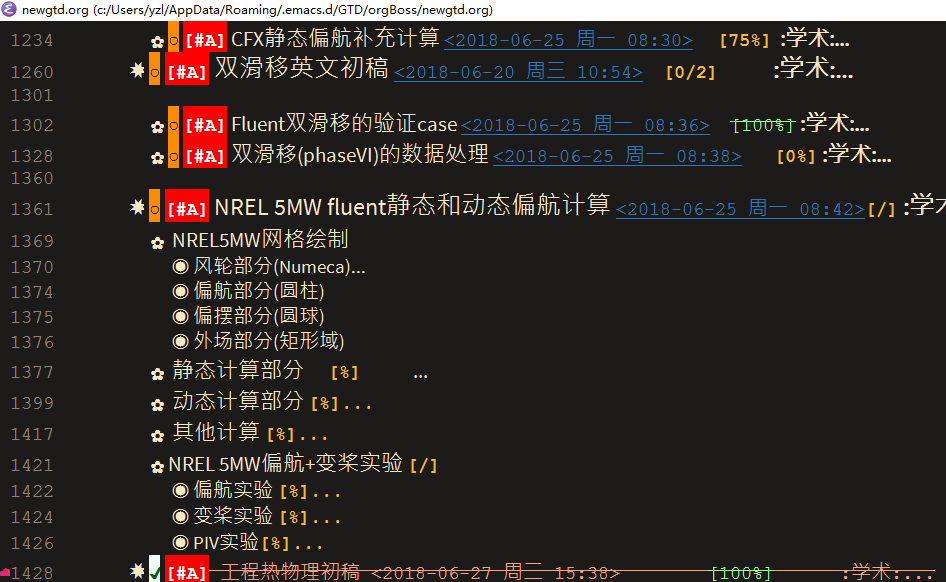 newgtd.org (c:/Users/yzl/AppData/Roaming/.emacs.d/GTD/orgBoss/newgtd.org)
1234 [#A] CFX静态偏航补充计算 <2018-06-25 周一 08:30> [75%] :学术:...
1260 [#A] 双滑移英文初稿 <2018-06-20 周三 10:54> [0/2] :学术:...
1301
1302 [#A] Fluent双滑移的验证case <2018-06-25 周一 08:36> [100%] :学术:...
1328 [#A] 双滑移(phaseVI)的数据处理 <2018-06-25 周一 08:38> [0%] :学术:...
1360
1361 [#A] NREL 5MW fluent静态和动态偏航计算 <2018-06-25 周一 08:42>[/] :学术
1369 NREL5MW网格绘制
1370 风轮部分(Numeca)...
1374 偏航部分(圆柱)
1375 偏摆部分(圆球)
1376 外场部分(矩形域)
1377 静态计算部分 [%] ...
1399 动态计算部分 [%]...
1417 其他计算 [%]...
1421 NREL 5MW偏航+变桨实验 [/]
1422 偏航实验 [%]...
1424 变桨实验 [%]...
1426 PIV实验[%]...
1428 [#A] 工程热物理初稿 <2018-06-27 周三 15:38> [100%] :学术:...